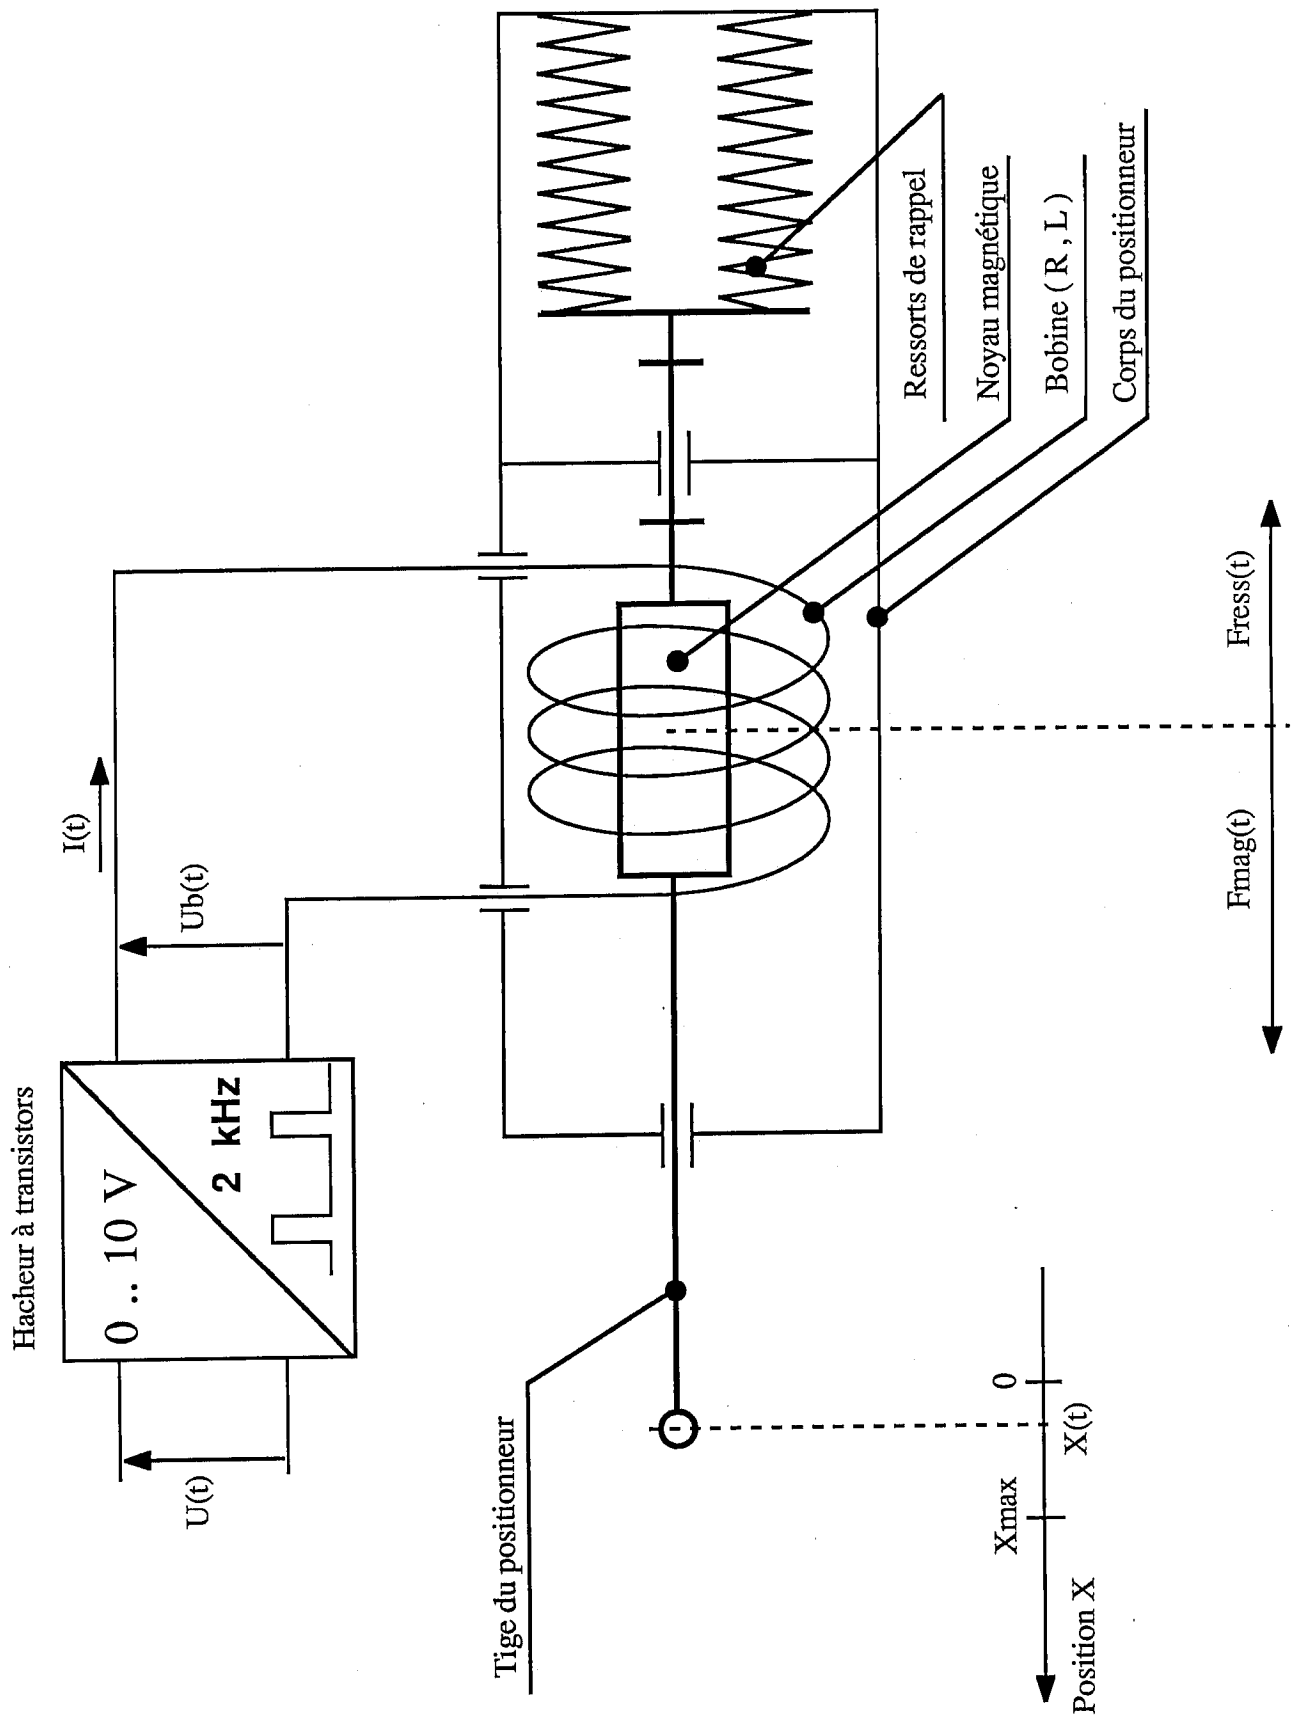 Hacheur à transistors
0 .. 10 V
2 kHz
U(t)
Ub(t)
I(t)
Tige du positionneur
Ressorts de rappel
Noyau magnétique
Bobine ( R , L )
Corps du positionneur
Xmax
0
X(t)
Position X
Fmag(t)
Fress(t)